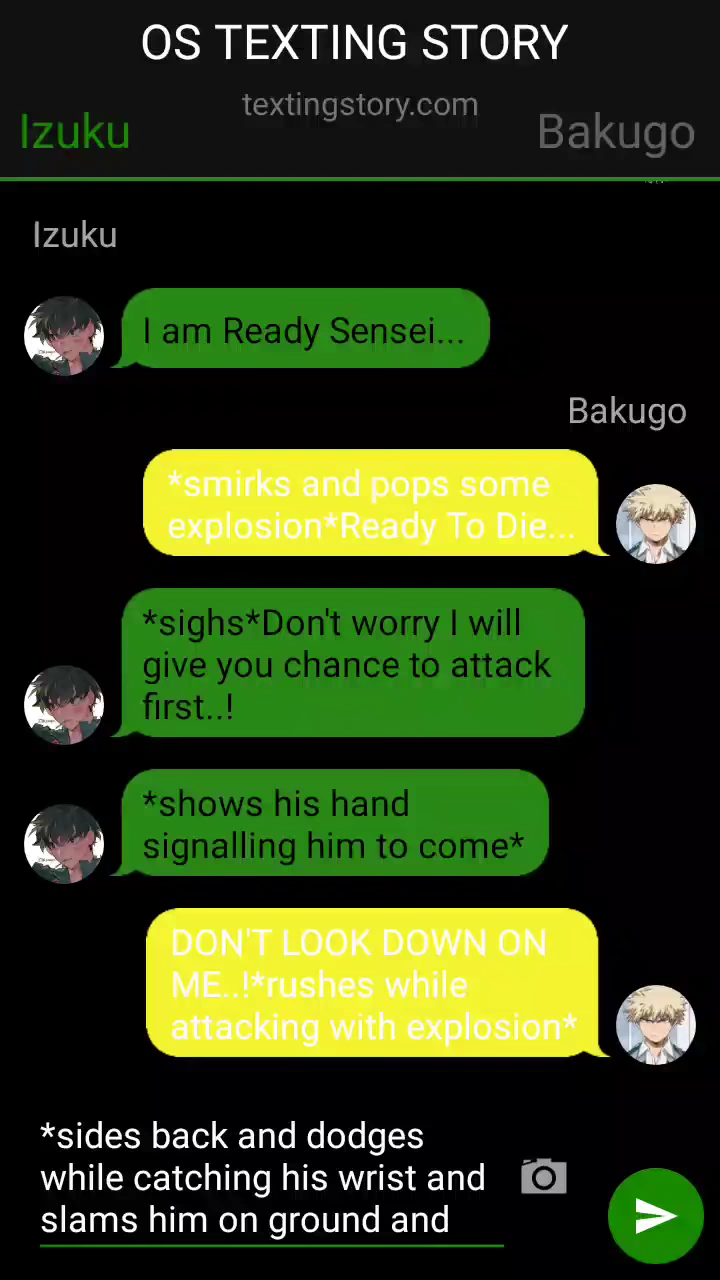 OS TEXTING STORY
textingstory.com
Izuku
Bakugo
Izuku
I am Ready Sensei...
Bakugo
*smirks and pops some
explosion*Ready To Die...
*sighs*Don't worry I will
give you chance to attack
first..!
*shows his hand
signalling him to come*
DON'T LOOK DOWN ON
ME..!*rushes while
attacking with explosion*
*sides back and dodges
while catching his wrist and
slams him on ground and